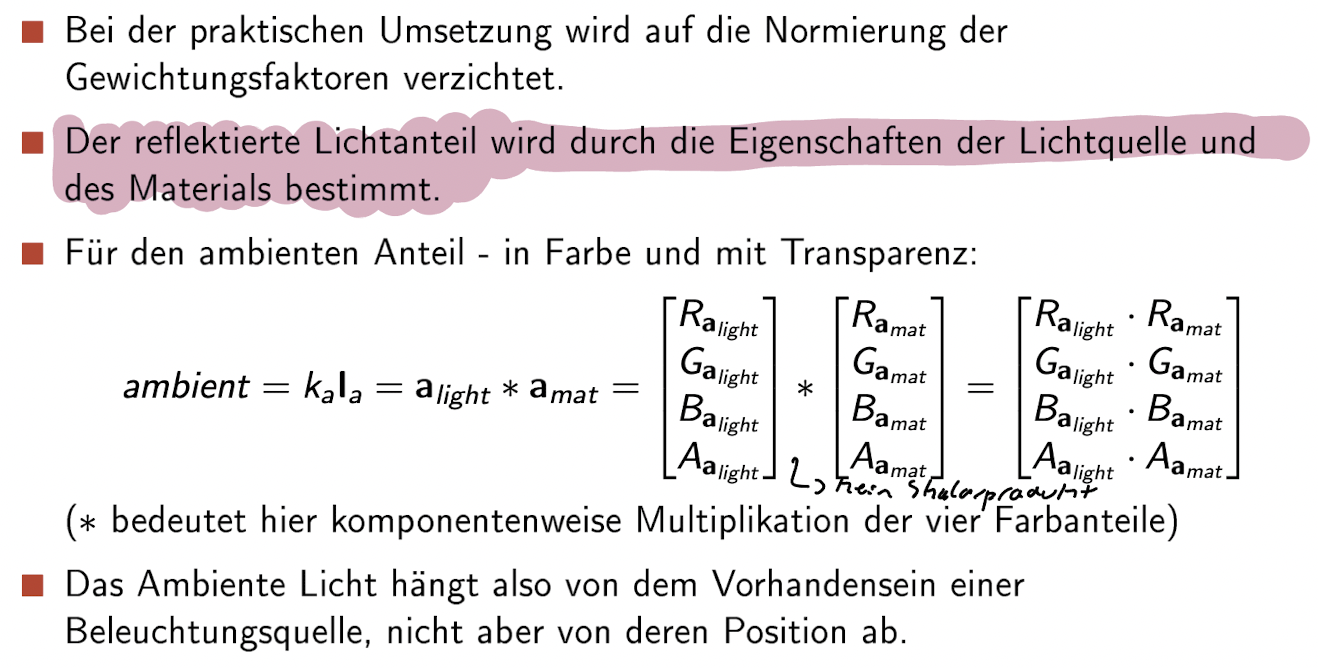 Bei der praktischen Umsetzung wird auf die Normierung der
Gewichtungsfaktoren verzichtet.
Der reflektierte Lichtanteil wird durch die Eigenschaften der Lichtquelle und
des Materials bestimmt.
Für den ambienten Anteil - in Farbe und mit Transparenz:
ambient = k_a I_a = a_light * a_mat = [R_a_light G_a_light B_a_light A_a_light] * [R_a_mat G_a_mat B_a_mat A_a_mat] = [R_a_light · R_a_mat G_a_light · G_a_mat B_a_light · B_a_mat A_a_light · A_a_mat]
↳ kein Skalarprodukt
(* bedeutet hier komponentenweise Multiplikation der vier Farbanteile)
Das Ambiente Licht hängt also von dem Vorhandensein einer
Beleuchtungsquelle, nicht aber von deren Position ab.